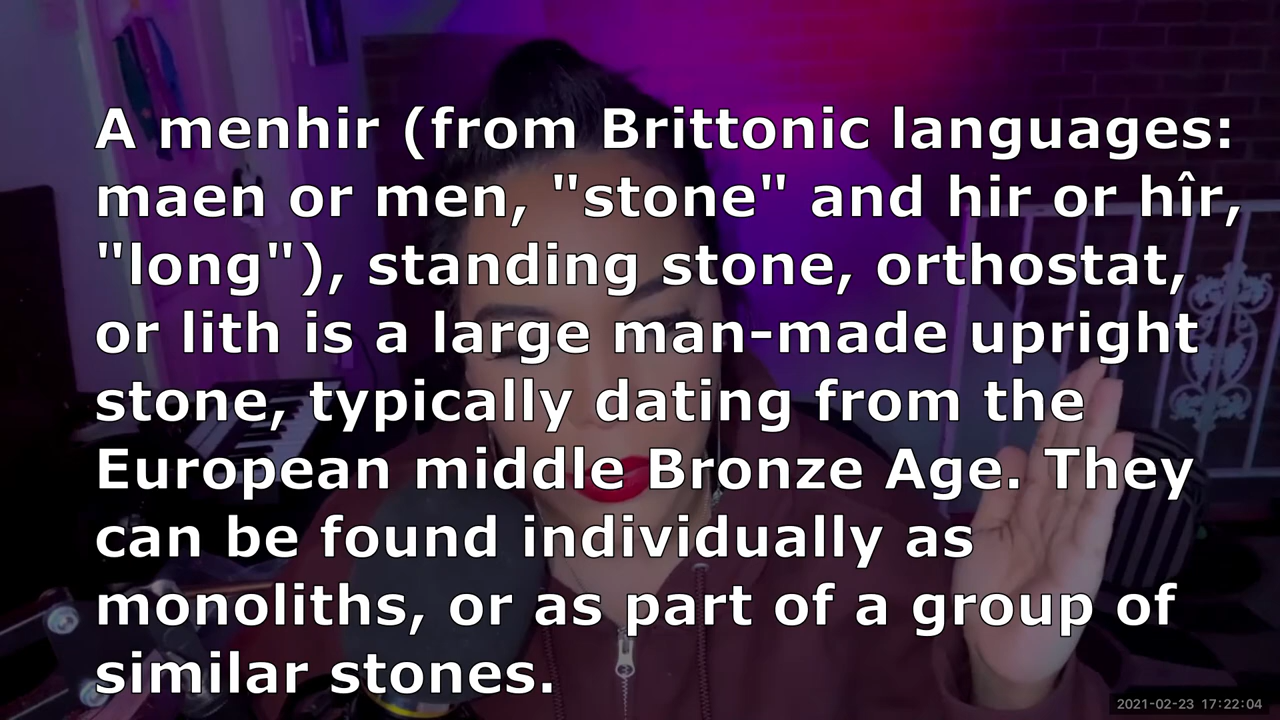 A menhir (from Brittonic languages:
maen or men, "stone" and hir or hîr,
"long"), standing stone, orthostat,
or lith is a large man-made upright
stone, typically dating from the
European middle Bronze Age. They
can be found individually as
monoliths, or as part of a group of
similar stones.
2021-02-23 17:22:04